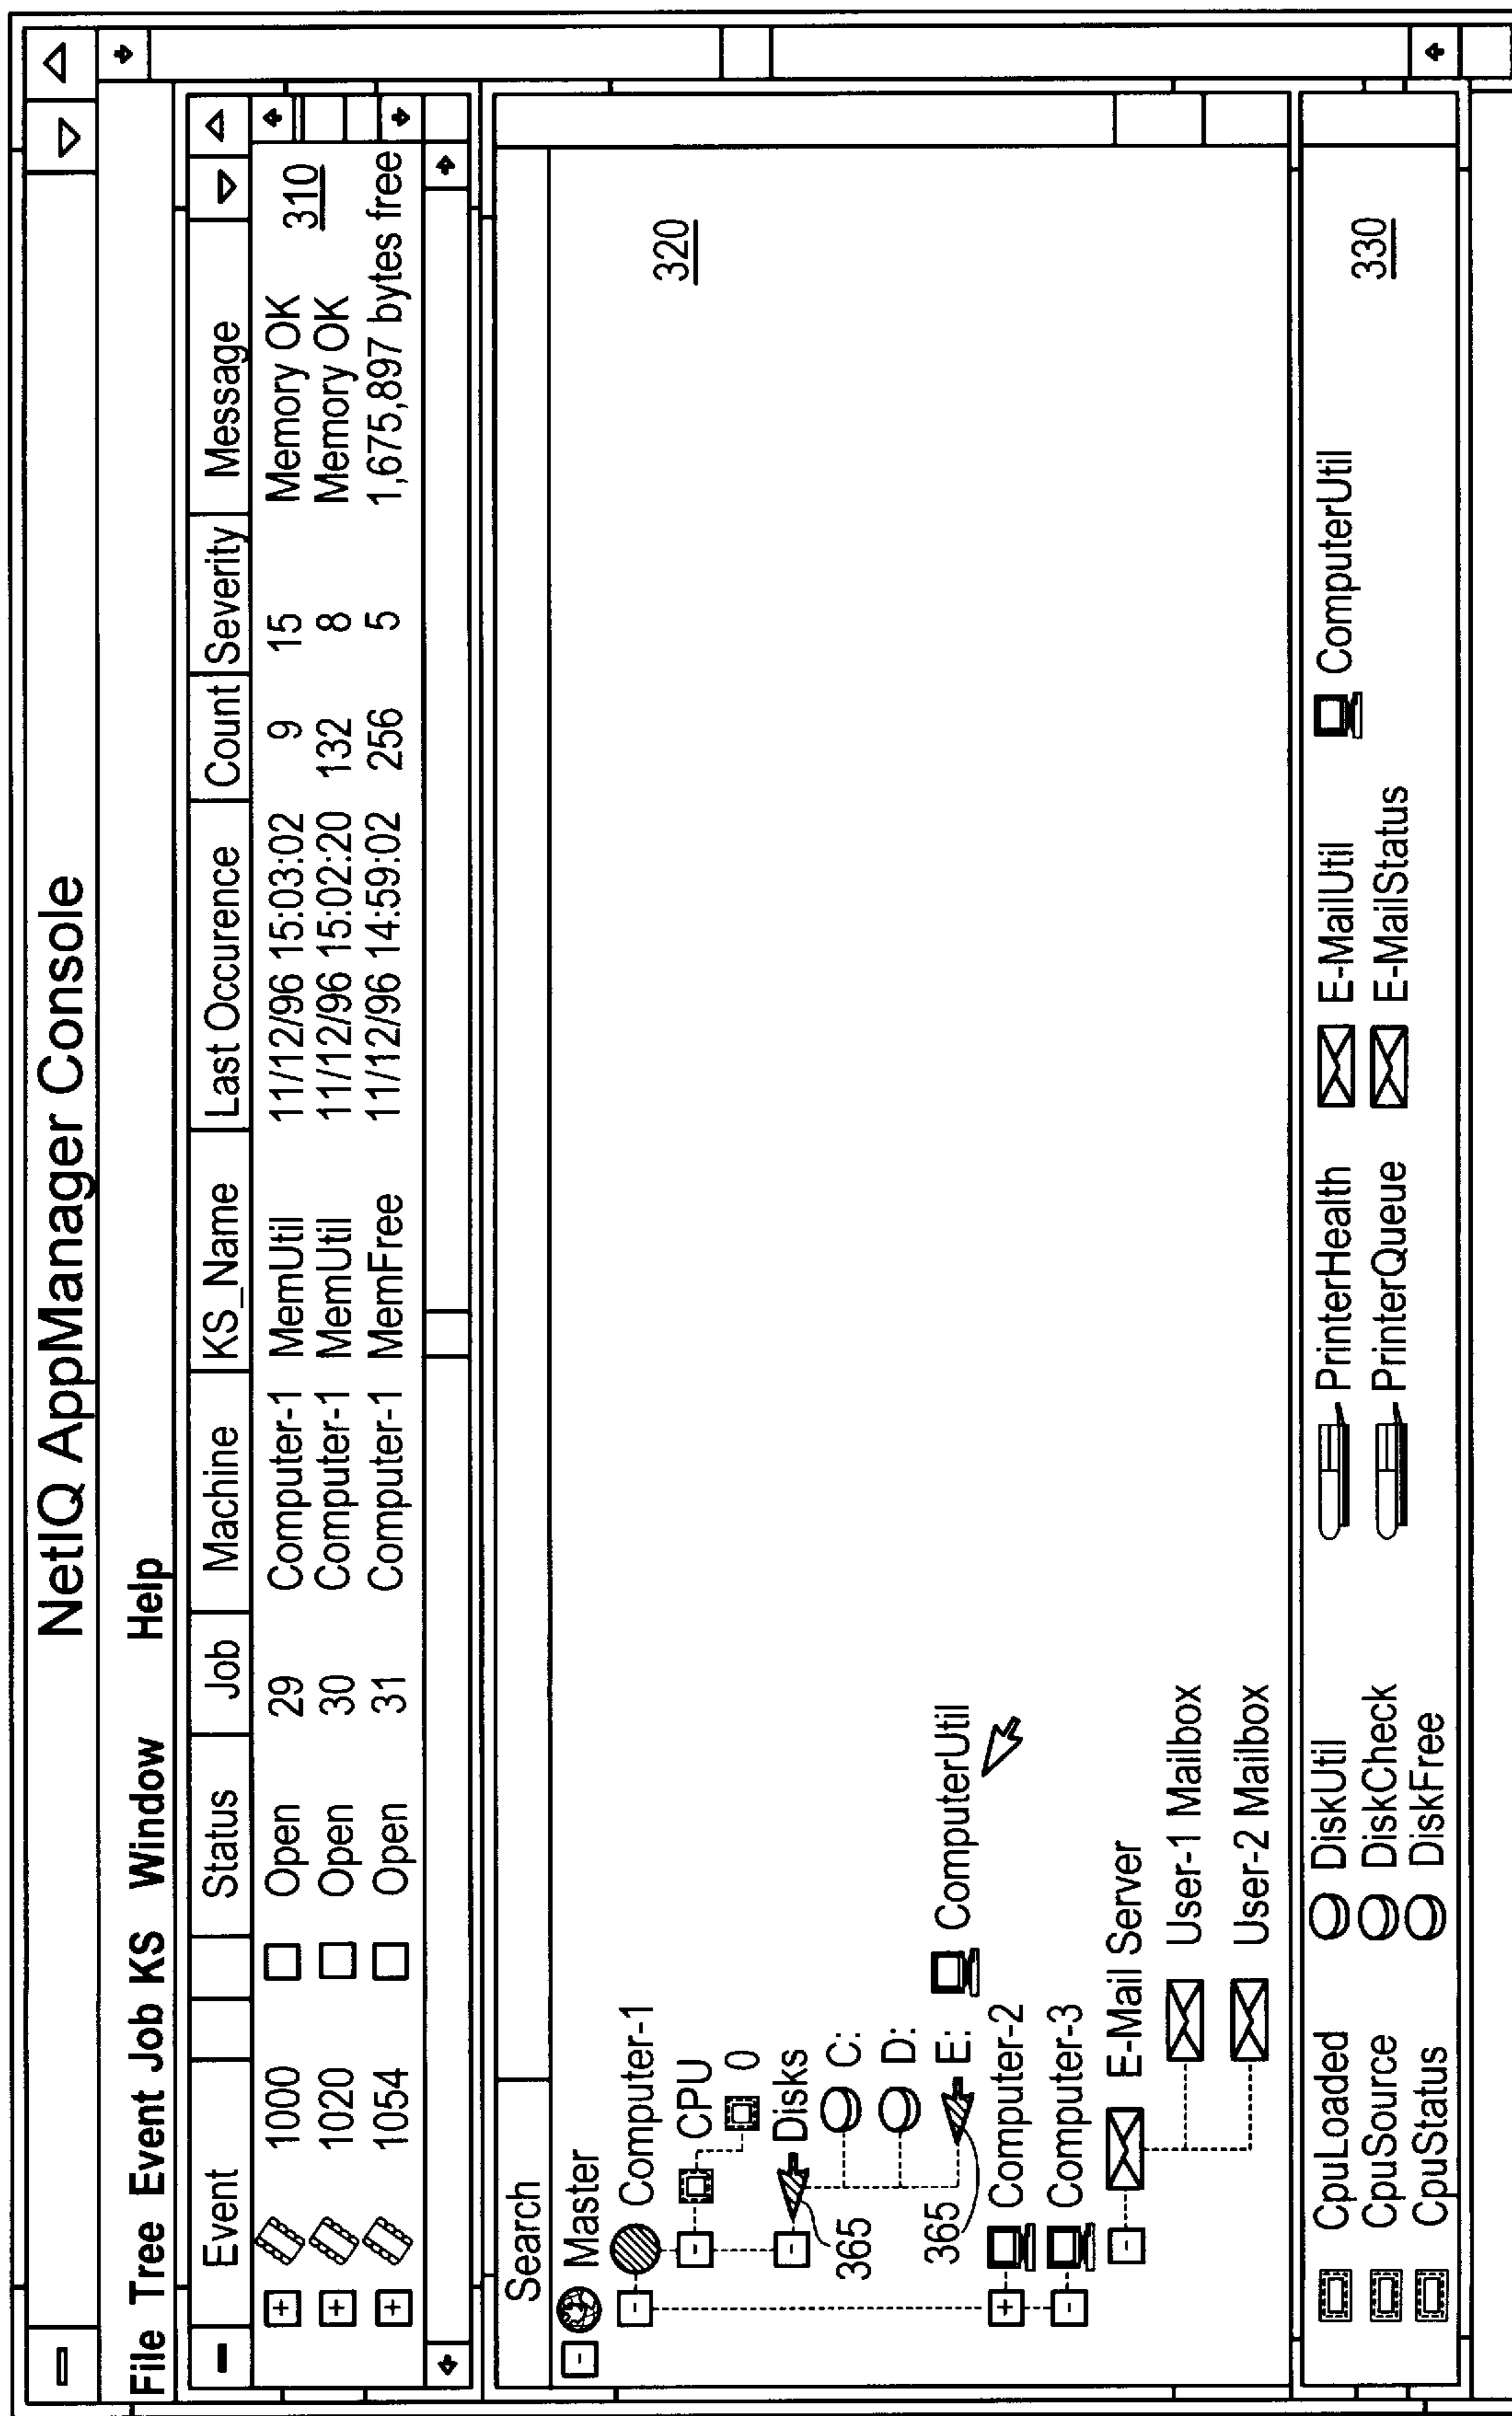 NetIQ AppManager Console
File Tree Event Job KS Window Help
Event Status Job Machine KS_Name Last Occurence Count Severity Message
1000 Open 29 Computer-1 MemUtil 11/12/96 15:03:02 9 15 Memory OK 310
1020 Open 30 Computer-1 MemUtil 11/12/96 15:02:20 132 8 Memory OK
1054 Open 31 Computer-1 MemFree 11/12/96 14:59:02 256 5 1,675,897 bytes free
Search
Master
Computer-1
320
CPU
0
Disks
C:
365
D:
E:
365
ComputerUtil
Computer-2
Computer-3
E-Mail Server
User-1 Mailbox
User-2 Mailbox
CpuLoaded DiskUtil PrinterHealth E-MailUtil ComputerUtil
CpuSource DiskCheck PrinterQueue E-MailStatus 330
CpuStatus DiskFree